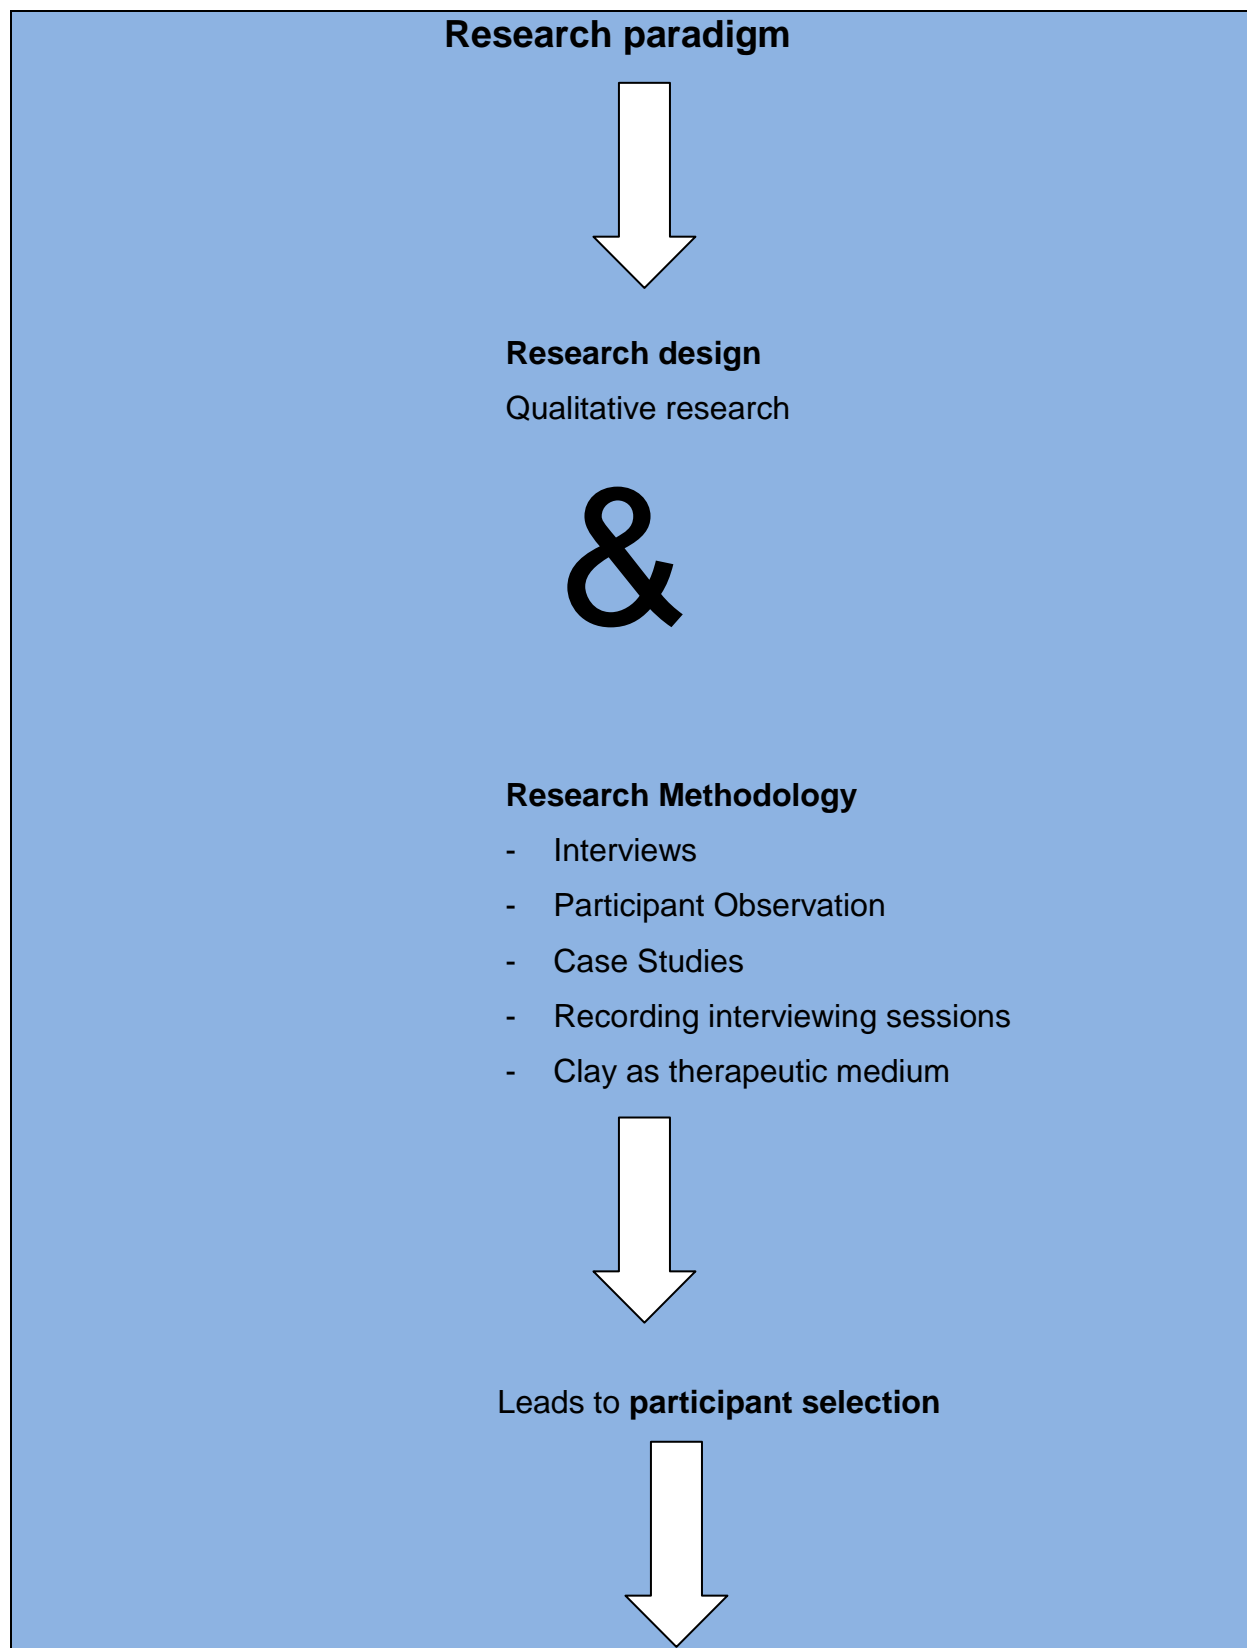 Research paradigm
Research design
Qualitative research
&
Research Methodology
- Interviews
- Participant Observation
- Case Studies
- Recording interviewing sessions
- Clay as therapeutic medium
Leads to participant selection